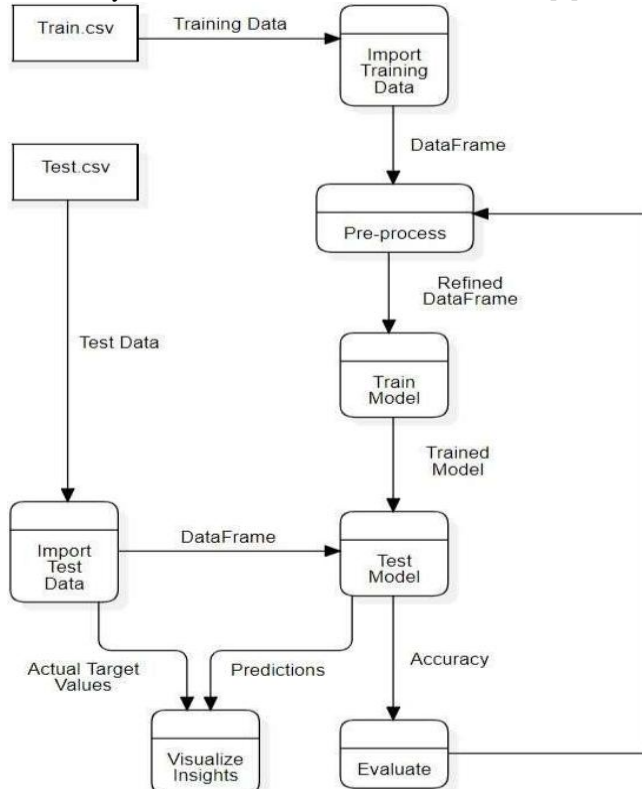 Train.csv
Training Data
Import
Training
Data
DataFrame
Test.csv
Pre-process
Refined
DataFrame
Test Data
Train
Model
Trained
Model
Import
Test
Data
DataFrame
Test
Model
Actual Target
Values
Predictions
Accuracy
Visualize
Insights
Evaluate